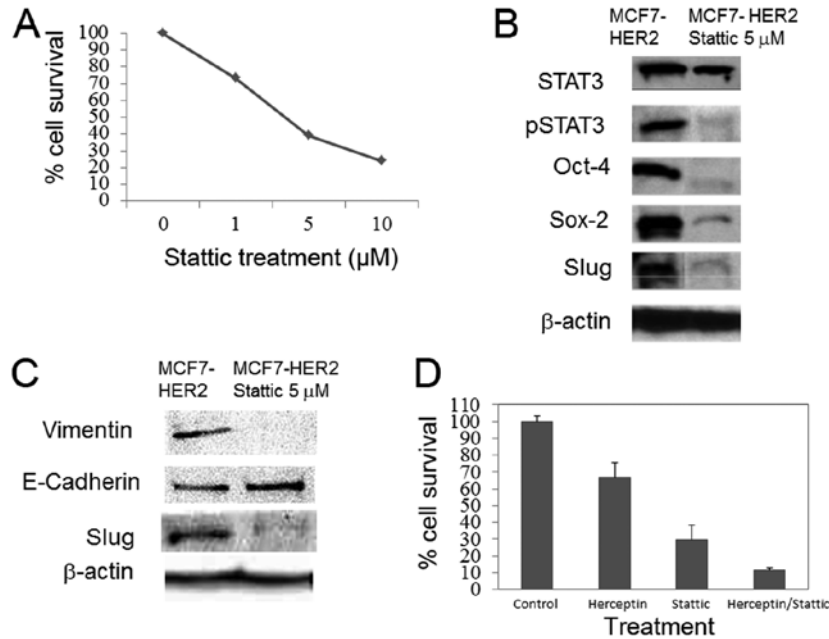 A
% cell survival
100
90
80
70
60
50
40
30
20
10
0
0 1 5 10
Stattic treatment (µM)
B
MCF7- MCF7- HER2
HER2 Stattic 5 µM
STAT3
pSTAT3
Oct-4
Sox-2
Slug
β-actin
C
MCF7- MCF7-HER2
HER2 Stattic 5 µM
Vimentin
E-Cadherin
Slug
β-actin
D
% cell survival
110
100
90
80
70
60
50
40
30
20
10
0
Control Herceptin Stattic Herceptin/Stattic
Treatment